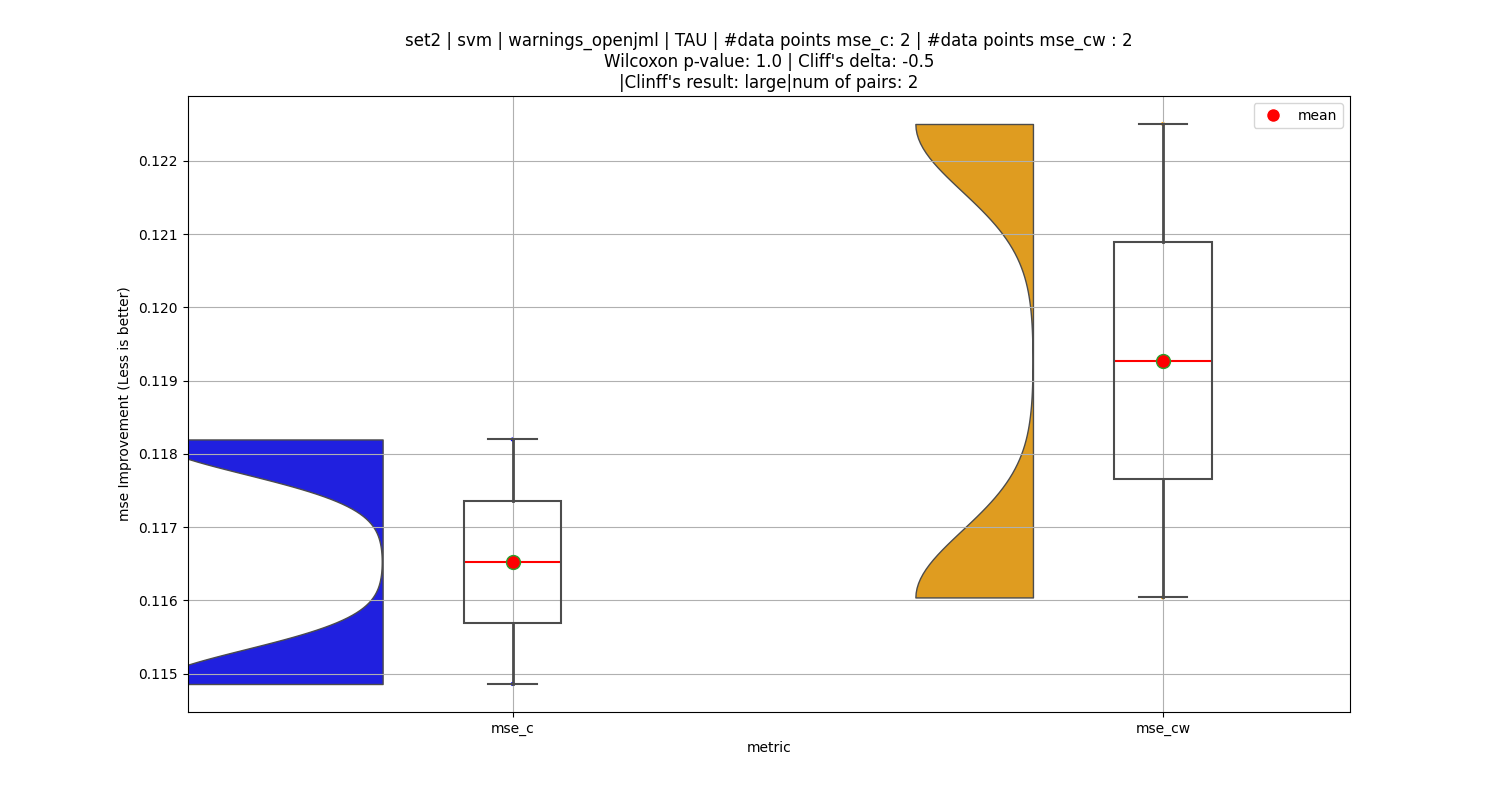 set2 | svm | warnings_openjml | TAU | #data points mse_c: 2 | #data points mse_cw : 2
Wilcoxon p-value: 1.0 | Cliff's delta: -0.5
|Clinff's result: large|num of pairs: 2
mean
mse Improvement (Less is better)
0.122
0.121
0.120
0.119
0.118
0.117
0.116
0.115
mse_c
mse_cw
metric